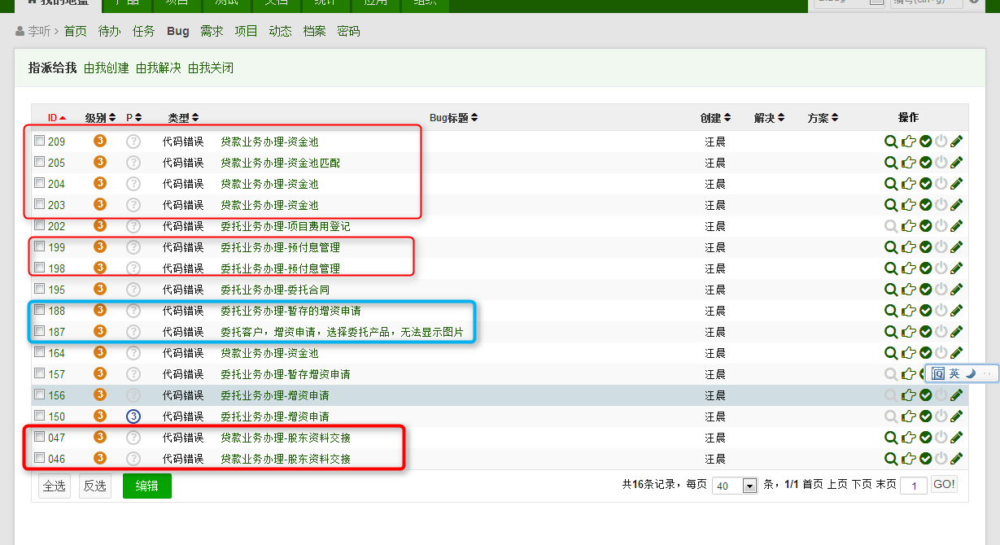 我的地盘 产品 项目 测试 文档 统计 应用 组织 编号(ctrl+g)
李听 > 首页 待办 任务 Bug 需求 项目 动态 档案 密码
指派给我 由我创建 由我解决 由我关闭
ID 级别 P 类型 Bug标题 创建 解决 方案 操作
209 3 ? 代码错误 贷款业务办理-资金池 汪晨
205 3 ? 代码错误 贷款业务办理-资金池匹配 汪晨
204 3 ? 代码错误 贷款业务办理-资金池 汪晨
203 3 ? 代码错误 贷款业务办理-资金池 汪晨
202 3 ? 代码错误 委托业务办理-项目费用登记 汪晨
199 3 ? 代码错误 委托业务办理-预付息管理 汪晨
198 3 ? 代码错误 委托业务办理-预付息管理 汪晨
195 3 ? 代码错误 委托业务办理-委托合同 汪晨
188 3 ? 代码错误 委托业务办理-暂存的增资申请 汪晨
187 3 ? 代码错误 委托客户，增资申请，选择委托产品，无法显示图片 汪晨
164 3 ? 代码错误 贷款业务办理-资金池 汪晨
157 3 ? 代码错误 委托业务办理-暂存增资申请 汪晨
英
156 3 ? 代码错误 委托业务办理-增资申请 汪晨
150 3 3 代码错误 委托业务办理-增资申请 汪晨
047 3 ? 代码错误 贷款业务办理-股东资料交接 汪晨
046 3 ? 代码错误 贷款业务办理-股东资料交接 汪晨
全选 反选 编辑 共16条记录，每页 40 条，1/1 首页 上页 下页 末页 1 GO!